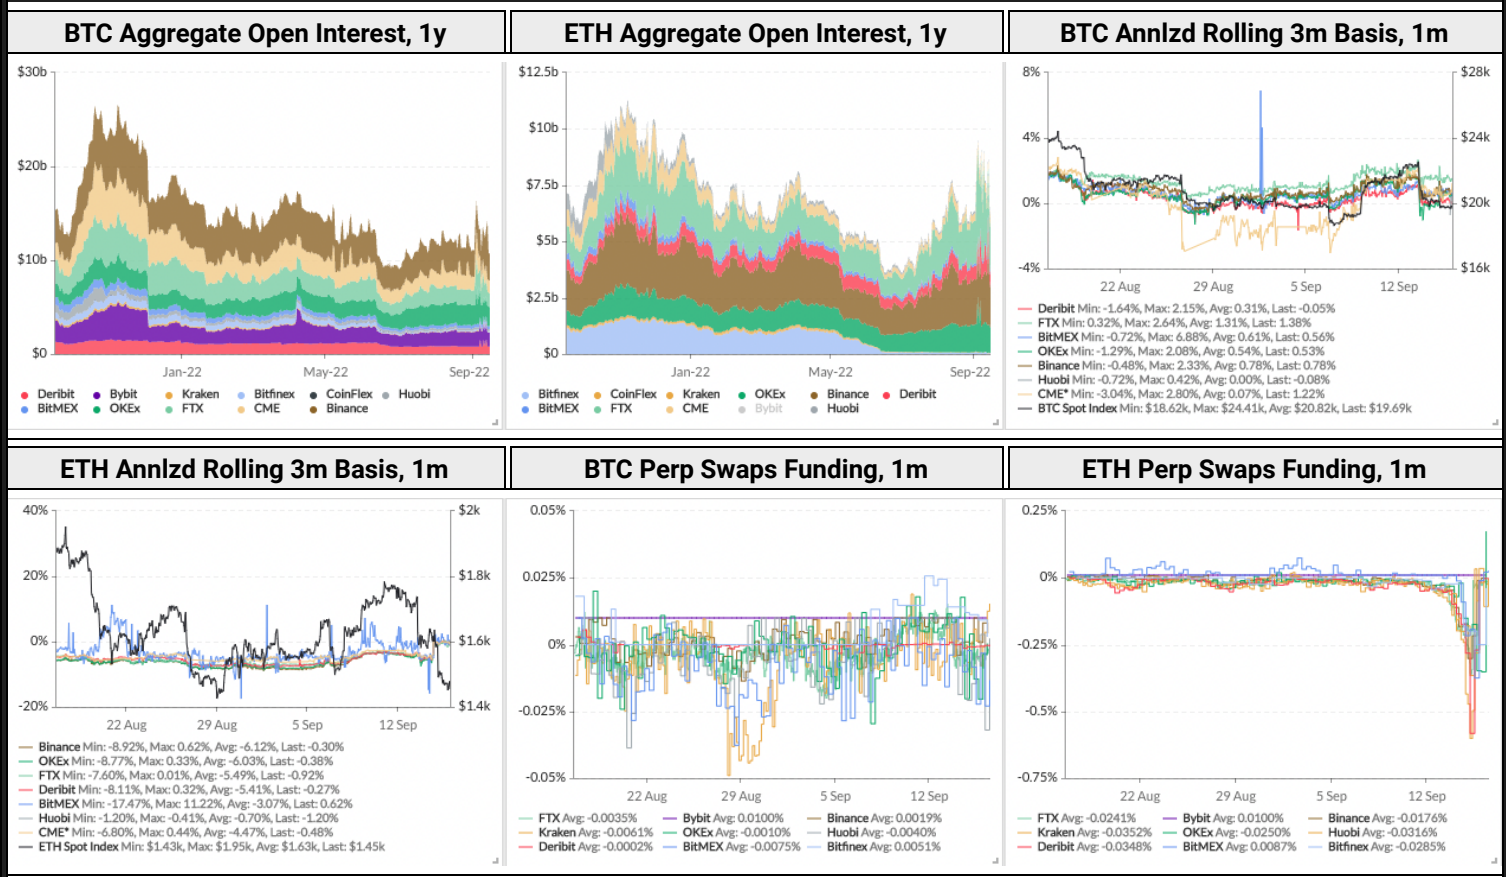 BTC Aggregate Open Interest, 1y
$30b
$20b
$10b
$0
Jan-22
May-22
Sep-22
Deribit Bybit Kraken Bitfinex CoinFlex Huobi
BitMEX OKEx FTX CME Binance
ETH Aggregate Open Interest, 1y
$12.5b
$10b
$7.5b
$5b
$2.5b
$0
Jan-22
May-22
Sep-22
Bitfinex CoinFlex Kraken OKEx Binance Deribit
BitMEX FTX CME Bybit Huobi
BTC Annlzd Rolling 3m Basis, 1m
8%
4%
0%
-4%
$28k
$24k
$20k
$16k
22 Aug
29 Aug
5 Sep
12 Sep
Deribit Min: -1.64%, Max: 2.15%, Avg: 0.31%, Last: -0.05%
FTX Min: 0.32%, Max: 2.64%, Avg: 1.31%, Last: 1.38%
BitMEX Min: -0.72%, Max: 6.88%, Avg: 0.61%, Last: 0.56%
OKEx Min: -1.29%, Max: 2.08%, Avg: 0.54%, Last: 0.53%
Binance Min: -0.48%, Max: 2.33%, Avg: 0.78%, Last: 0.78%
Huobi Min: -0.72%, Max: 0.42%, Avg: 0.00%, Last: -0.08%
CME* Min: -3.04%, Max: 2.80%, Avg: 0.07%, Last: 1.22%
BTC Spot Index Min: $18.62k, Max: $24.41k, Avg: $20.82k, Last: $19.69k
ETH Annlzd Rolling 3m Basis, 1m
40%
20%
0%
-20%
$2k
$1.8k
$1.6k
$1.4k
22 Aug
29 Aug
5 Sep
12 Sep
Binance Min: -8.92%, Max: 0.62%, Avg: -6.12%, Last: -0.30%
OKEx Min: -8.77%, Max: 0.33%, Avg: -6.03%, Last: -0.38%
FTX Min: -7.60%, Max: 0.01%, Avg: -5.49%, Last: -0.92%
Deribit Min: -8.11%, Max: 0.32%, Avg: -5.41%, Last: -0.27%
BitMEX Min: -17.47%, Max: 11.22%, Avg: -3.07%, Last: 0.62%
Huobi Min: -1.20%, Max: -0.41%, Avg: -0.70%, Last: -1.20%
CME* Min: -6.80%, Max: 0.44%, Avg: -4.47%, Last: -0.48%
ETH Spot Index Min: $1.43k, Max: $1.95k, Avg: $1.63k, Last: $1.45k
BTC Perp Swaps Funding, 1m
0.05%
0.025%
0%
-0.025%
-0.05%
22 Aug
29 Aug
5 Sep
12 Sep
FTX Avg: -0.0035% Bybit Avg: 0.0100% Binance Avg: 0.0019%
Kraken Avg: -0.0061% OKEx Avg: -0.0010% Huobi Avg: -0.0040%
Deribit Avg: -0.0002% BitMEX Avg: -0.0075% Bitfinex Avg: 0.0051%
ETH Perp Swaps Funding, 1m
0.25%
0%
-0.25%
-0.5%
-0.75%
22 Aug
29 Aug
5 Sep
12 Sep
FTX Avg: -0.0241% Bybit Avg: 0.0100% Binance Avg: -0.0176%
Kraken Avg: -0.0352% OKEx Avg: -0.0250% Huobi Avg: -0.0316%
Deribit Avg: -0.0348% BitMEX Avg: 0.0087% Bitfinex Avg: -0.0285%